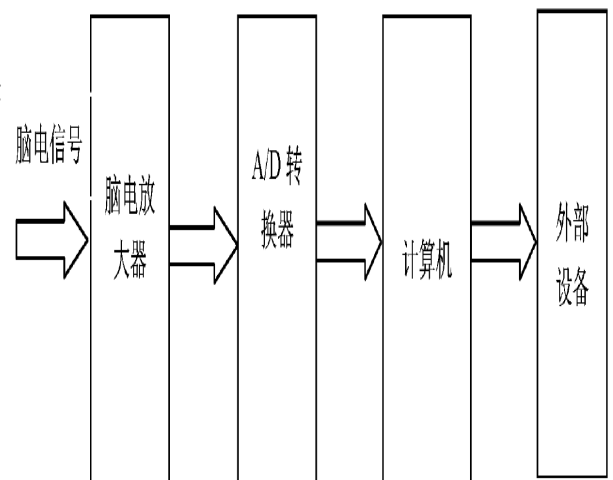 脑电信号
脑电放
大器
A/D 转
换器
计算机
外部
设备